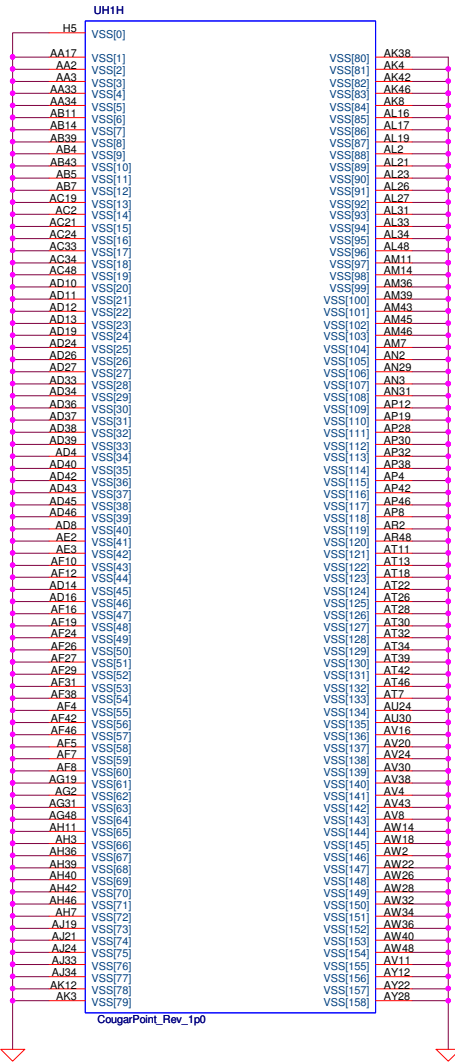 UH1H
H5 VSS[0]
AA17 VSS[1] VSS[80] AK38
AA2 VSS[2] VSS[81] AK4
AA3 VSS[3] VSS[82] AK42
AA33 VSS[4] VSS[83] AK46
AA34 VSS[5] VSS[84] AK8
AB11 VSS[6] VSS[85] AL16
AB14 VSS[7] VSS[86] AL17
AB39 VSS[8] VSS[87] AL19
AB4 VSS[9] VSS[88] AL2
AB43 VSS[10] VSS[89] AL21
AB5 VSS[11] VSS[90] AL23
AB7 VSS[12] VSS[91] AL26
AC19 VSS[13] VSS[92] AL27
AC2 VSS[14] VSS[93] AL31
AC21 VSS[15] VSS[94] AL33
AC24 VSS[16] VSS[95] AL34
AC33 VSS[17] VSS[96] AL48
AC34 VSS[18] VSS[97] AM11
AC48 VSS[19] VSS[98] AM14
AD10 VSS[20] VSS[99] AM36
AD11 VSS[21] VSS[100] AM39
AD12 VSS[22] VSS[101] AM43
AD13 VSS[23] VSS[102] AM45
AD19 VSS[24] VSS[103] AM46
AD24 VSS[25] VSS[104] AM7
AD26 VSS[26] VSS[105] AN2
AD27 VSS[27] VSS[106] AN29
AD33 VSS[28] VSS[107] AN3
AD34 VSS[29] VSS[108] AN31
AD36 VSS[30] VSS[109] AP12
AD37 VSS[31] VSS[110] AP19
AD38 VSS[32] VSS[111] AP28
AD39 VSS[33] VSS[112] AP30
AD4 VSS[34] VSS[113] AP32
AD40 VSS[35] VSS[114] AP38
AD42 VSS[36] VSS[115] AP4
AD43 VSS[37] VSS[116] AP42
AD45 VSS[38] VSS[117] AP46
AD46 VSS[39] VSS[118] AP8
AD8 VSS[40] VSS[119] AR2
AE2 VSS[41] VSS[120] AR48
AE3 VSS[42] VSS[121] AT11
AF10 VSS[43] VSS[122] AT13
AF12 VSS[44] VSS[123] AT18
AD14 VSS[45] VSS[124] AT22
AD16 VSS[46] VSS[125] AT26
AF16 VSS[47] VSS[126] AT28
AF19 VSS[48] VSS[127] AT30
AF24 VSS[49] VSS[128] AT32
AF26 VSS[50] VSS[129] AT34
AF27 VSS[51] VSS[130] AT39
AF29 VSS[52] VSS[131] AT42
AF31 VSS[53] VSS[132] AT46
AF38 VSS[54] VSS[133] AT7
AF4 VSS[55] VSS[134] AU24
AF42 VSS[56] VSS[135] AU30
AF46 VSS[57] VSS[136] AV16
AF5 VSS[58] VSS[137] AV20
AF7 VSS[59] VSS[138] AV24
AF8 VSS[60] VSS[139] AV30
AG19 VSS[61] VSS[140] AV38
AG2 VSS[62] VSS[141] AV4
AG31 VSS[63] VSS[142] AV43
AG48 VSS[64] VSS[143] AV8
AH11 VSS[65] VSS[144] AW14
AH3 VSS[66] VSS[145] AW18
AH36 VSS[67] VSS[146] AW2
AH39 VSS[68] VSS[147] AW22
AH40 VSS[69] VSS[148] AW26
AH42 VSS[70] VSS[149] AW28
AH46 VSS[71] VSS[150] AW32
AH7 VSS[72] VSS[151] AW34
AJ19 VSS[73] VSS[152] AW36
AJ21 VSS[74] VSS[153] AW40
AJ24 VSS[75] VSS[154] AW48
AJ33 VSS[76] VSS[155] AV11
AJ34 VSS[77] VSS[156] AY12
AK12 VSS[78] VSS[157] AY22
AK3 VSS[79] VSS[158] AY28
CougarPoint_Rev_1p0